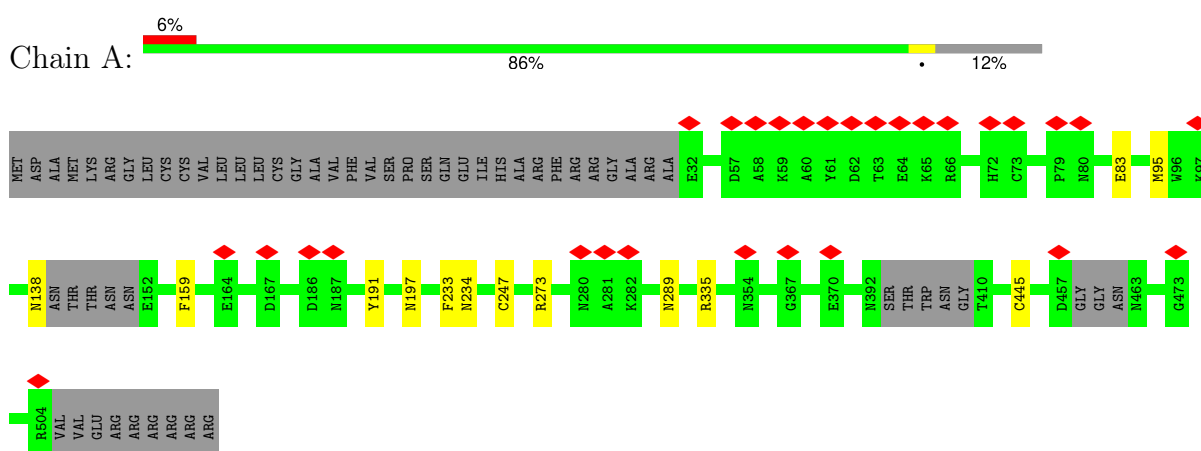 6%
Chain A:
86% • 12%
MET ASP ALA MET LYS ARG GLY LEU CYS CYS VAL LEU LEU LEU CYS GLY ALA VAL PHE VAL SER PRO SER GLN GLU ILE HIS ALA ARG PHE ARG ARG GLY ALA ARG ALA E32 D57 A58 K59 A60 Y61 D62 T63 E64 K65 R66 H72 C73 P79 N80 E83 M95 W96 K97
N138 ASN THR THR ASN ASN E152 F159 E164 D167 D186 N187 Y191 N197 F233 N234 C247 R273 N280 A281 K282 N289 R335 N354 G367 E370 N392 SER THR TRP ASN GLY T410 C445 D457 GLY GLY ASN N463 G473
R504 VAL VAL GLU ARG ARG ARG ARG ARG